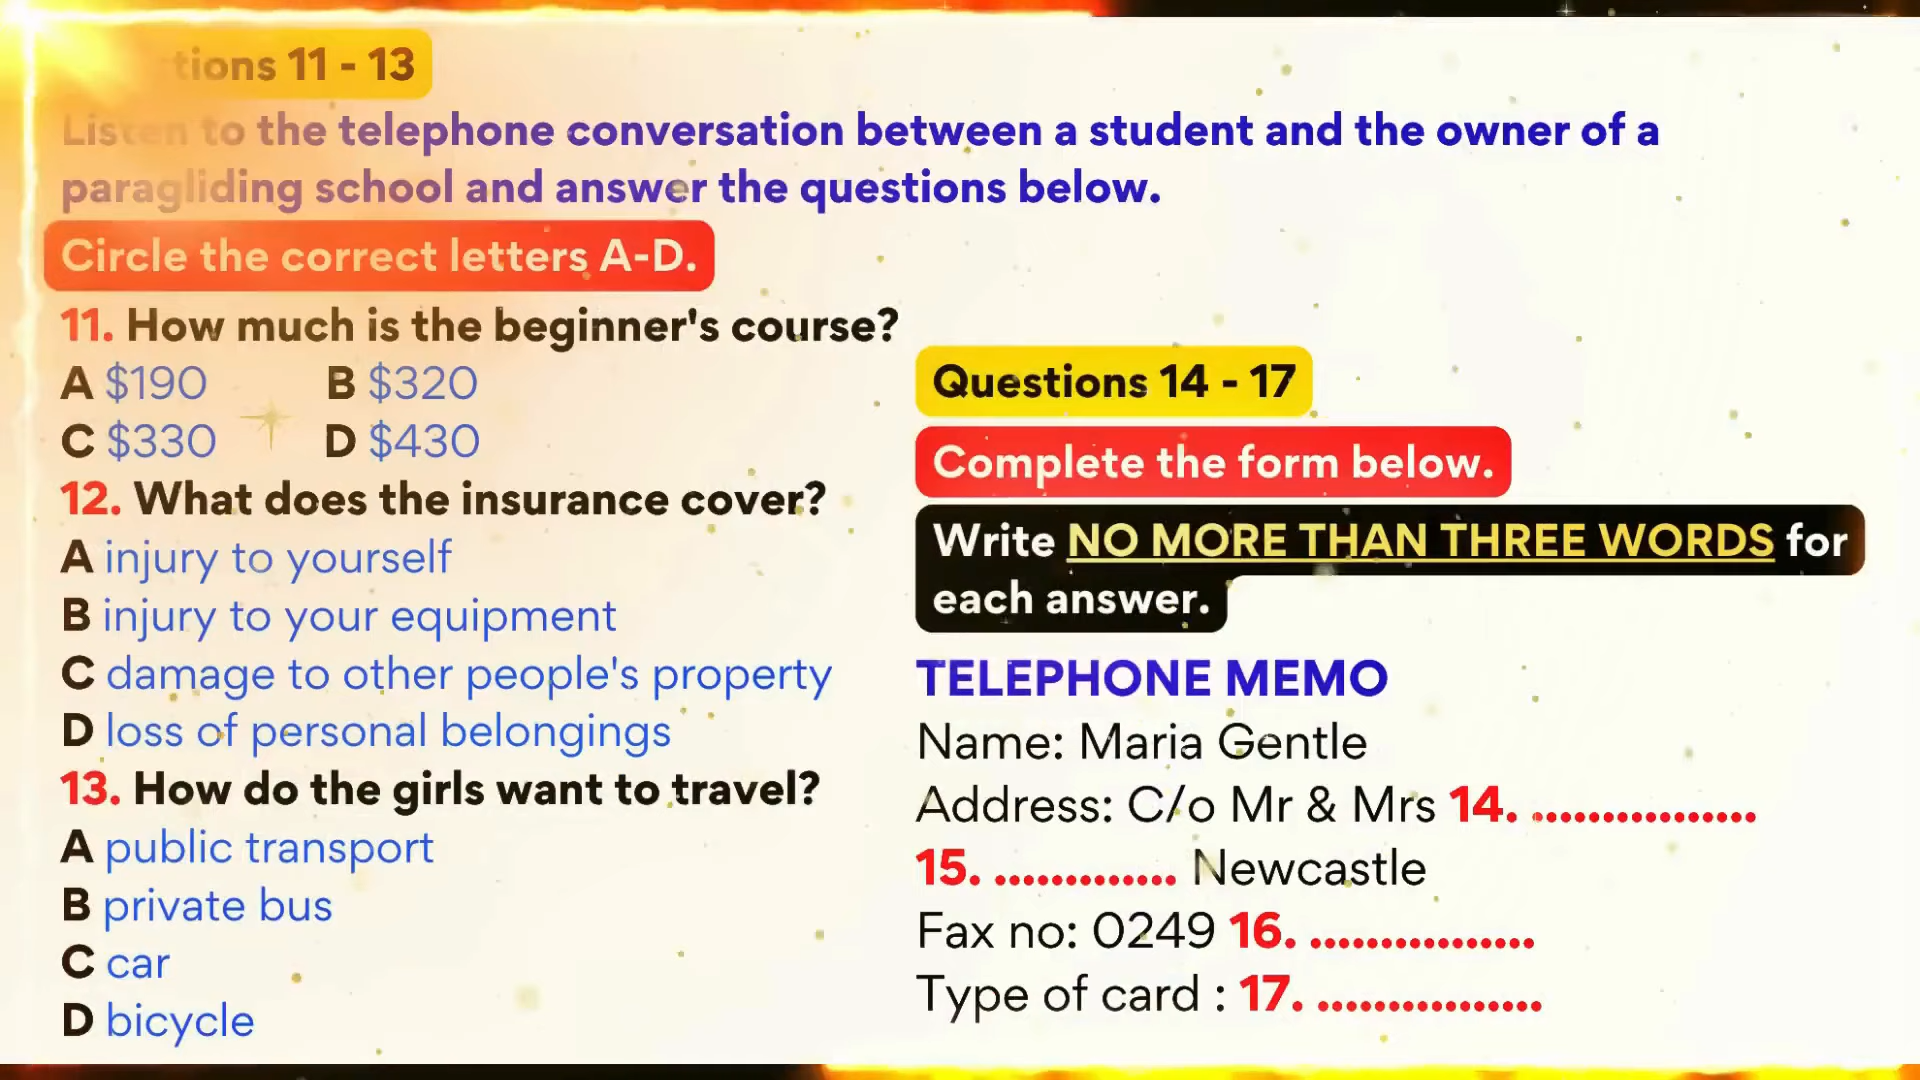 tions 11 - 13
Listen to the telephone conversation between a student and the owner of a
paragliding school and answer the questions below.
Circle the correct letters A-D.
11. How much is the beginner's course?
A $190 B $320
C $330 D $430
12. What does the insurance cover?
A injury to yourself
B injury to your equipment
C damage to other people's property
D loss of personal belongings
13. How do the girls want to travel?
A public transport
B private bus
C car
D bicycle
Questions 14 - 17
Complete the form below.
Write NO MORE THAN THREE WORDS for
each answer.
TELEPHONE MEMO
Name: Maria Gentle
Address: C/o Mr & Mrs 14. ................
15. ............. Newcastle
Fax no: 0249 16. ................
Type of card : 17. ................